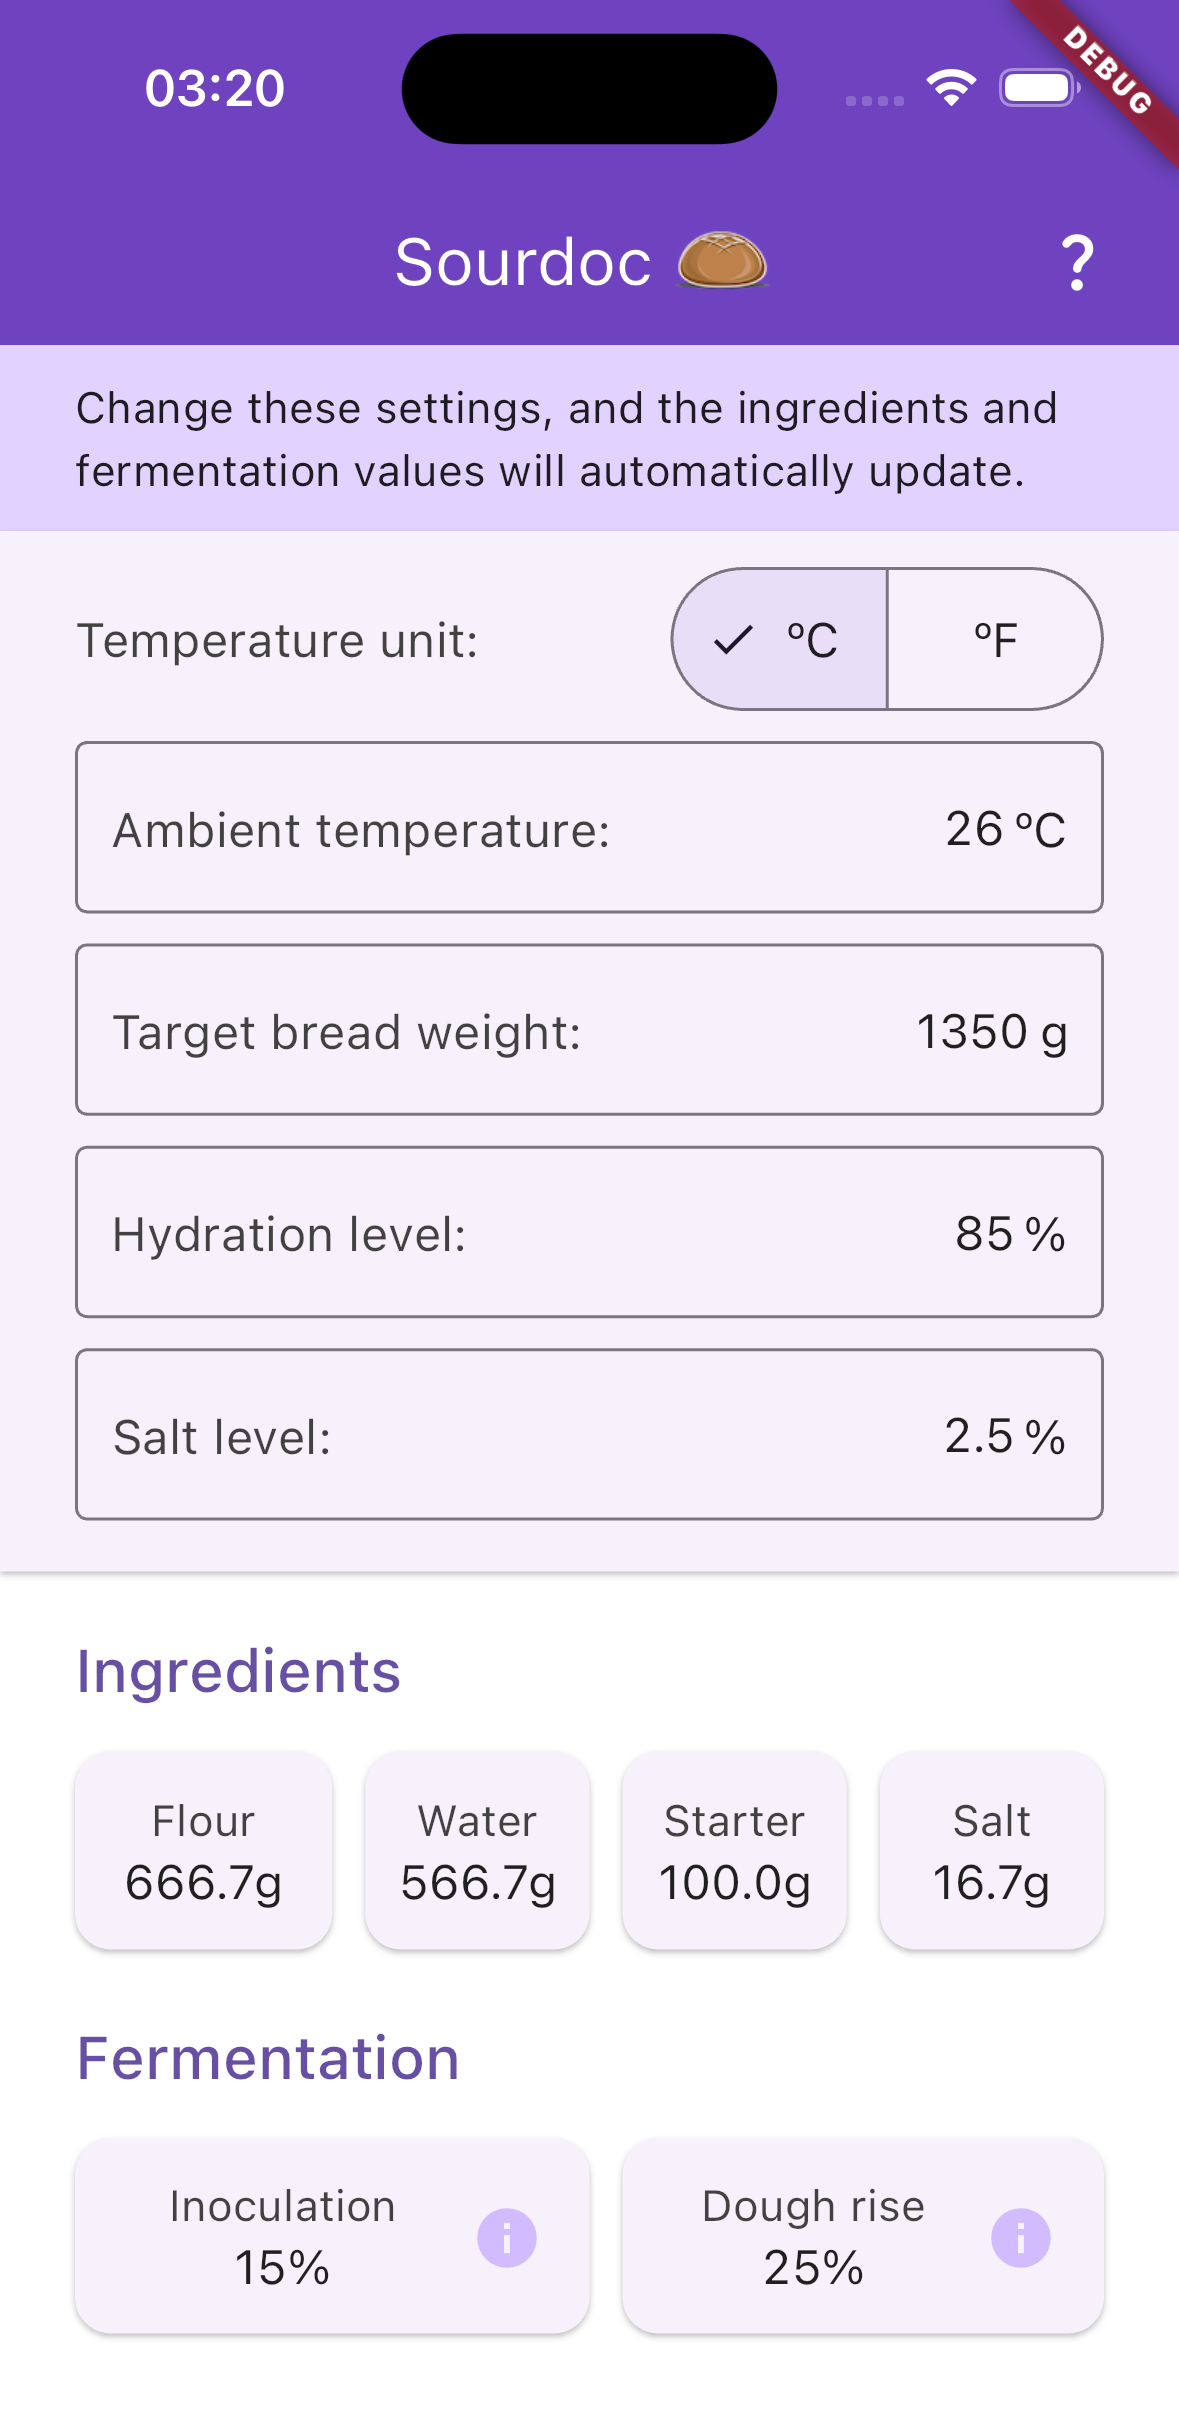 03:20
DEBUG
Sourdoc
?
Change these settings, and the ingredients and
fermentation values will automatically update.
Temperature unit:
✓ ºC
ºF
Ambient temperature:
26 ºC
Target bread weight:
1350 g
Hydration level:
85 %
Salt level:
2.5 %
Ingredients
Flour
666.7g
Water
566.7g
Starter
100.0g
Salt
16.7g
Fermentation
Inoculation
15%
i
Dough rise
25%
i